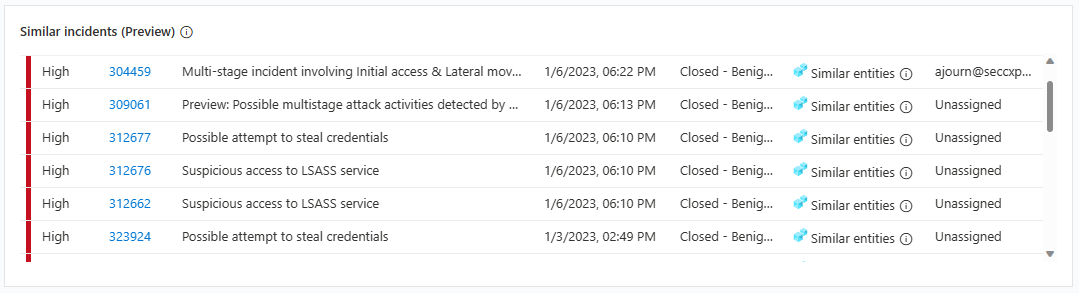 Similar incidents (Preview)
High 304459 Multi-stage incident involving Initial access & Lateral mov... 1/6/2023, 06:22 PM Closed - Benig... Similar entities ajourn@seccxp...
High 309061 Preview: Possible multistage attack activities detected by ... 1/6/2023, 06:13 PM Closed - Benig... Similar entities Unassigned
High 312677 Possible attempt to steal credentials 1/6/2023, 06:10 PM Closed - Benig... Similar entities Unassigned
High 312676 Suspicious access to LSASS service 1/6/2023, 06:10 PM Closed - Benig... Similar entities Unassigned
High 312662 Suspicious access to LSASS service 1/6/2023, 06:10 PM Closed - Benig... Similar entities Unassigned
High 323924 Possible attempt to steal credentials 1/3/2023, 02:49 PM Closed - Benig... Similar entities Unassigned